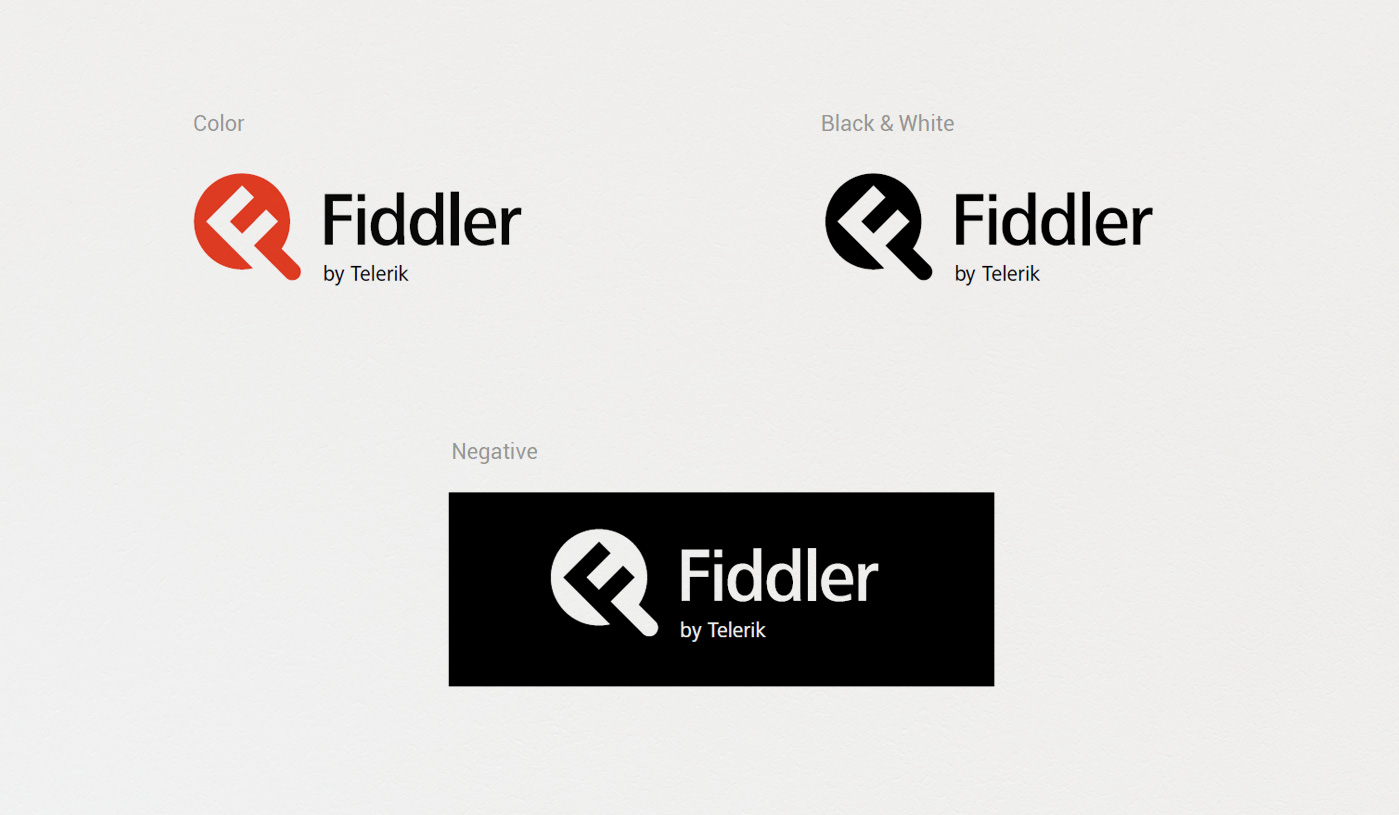 Color
Fiddler
by Telerik
Black & White
Fiddler
by Telerik
Negative
Fiddler
by Telerik